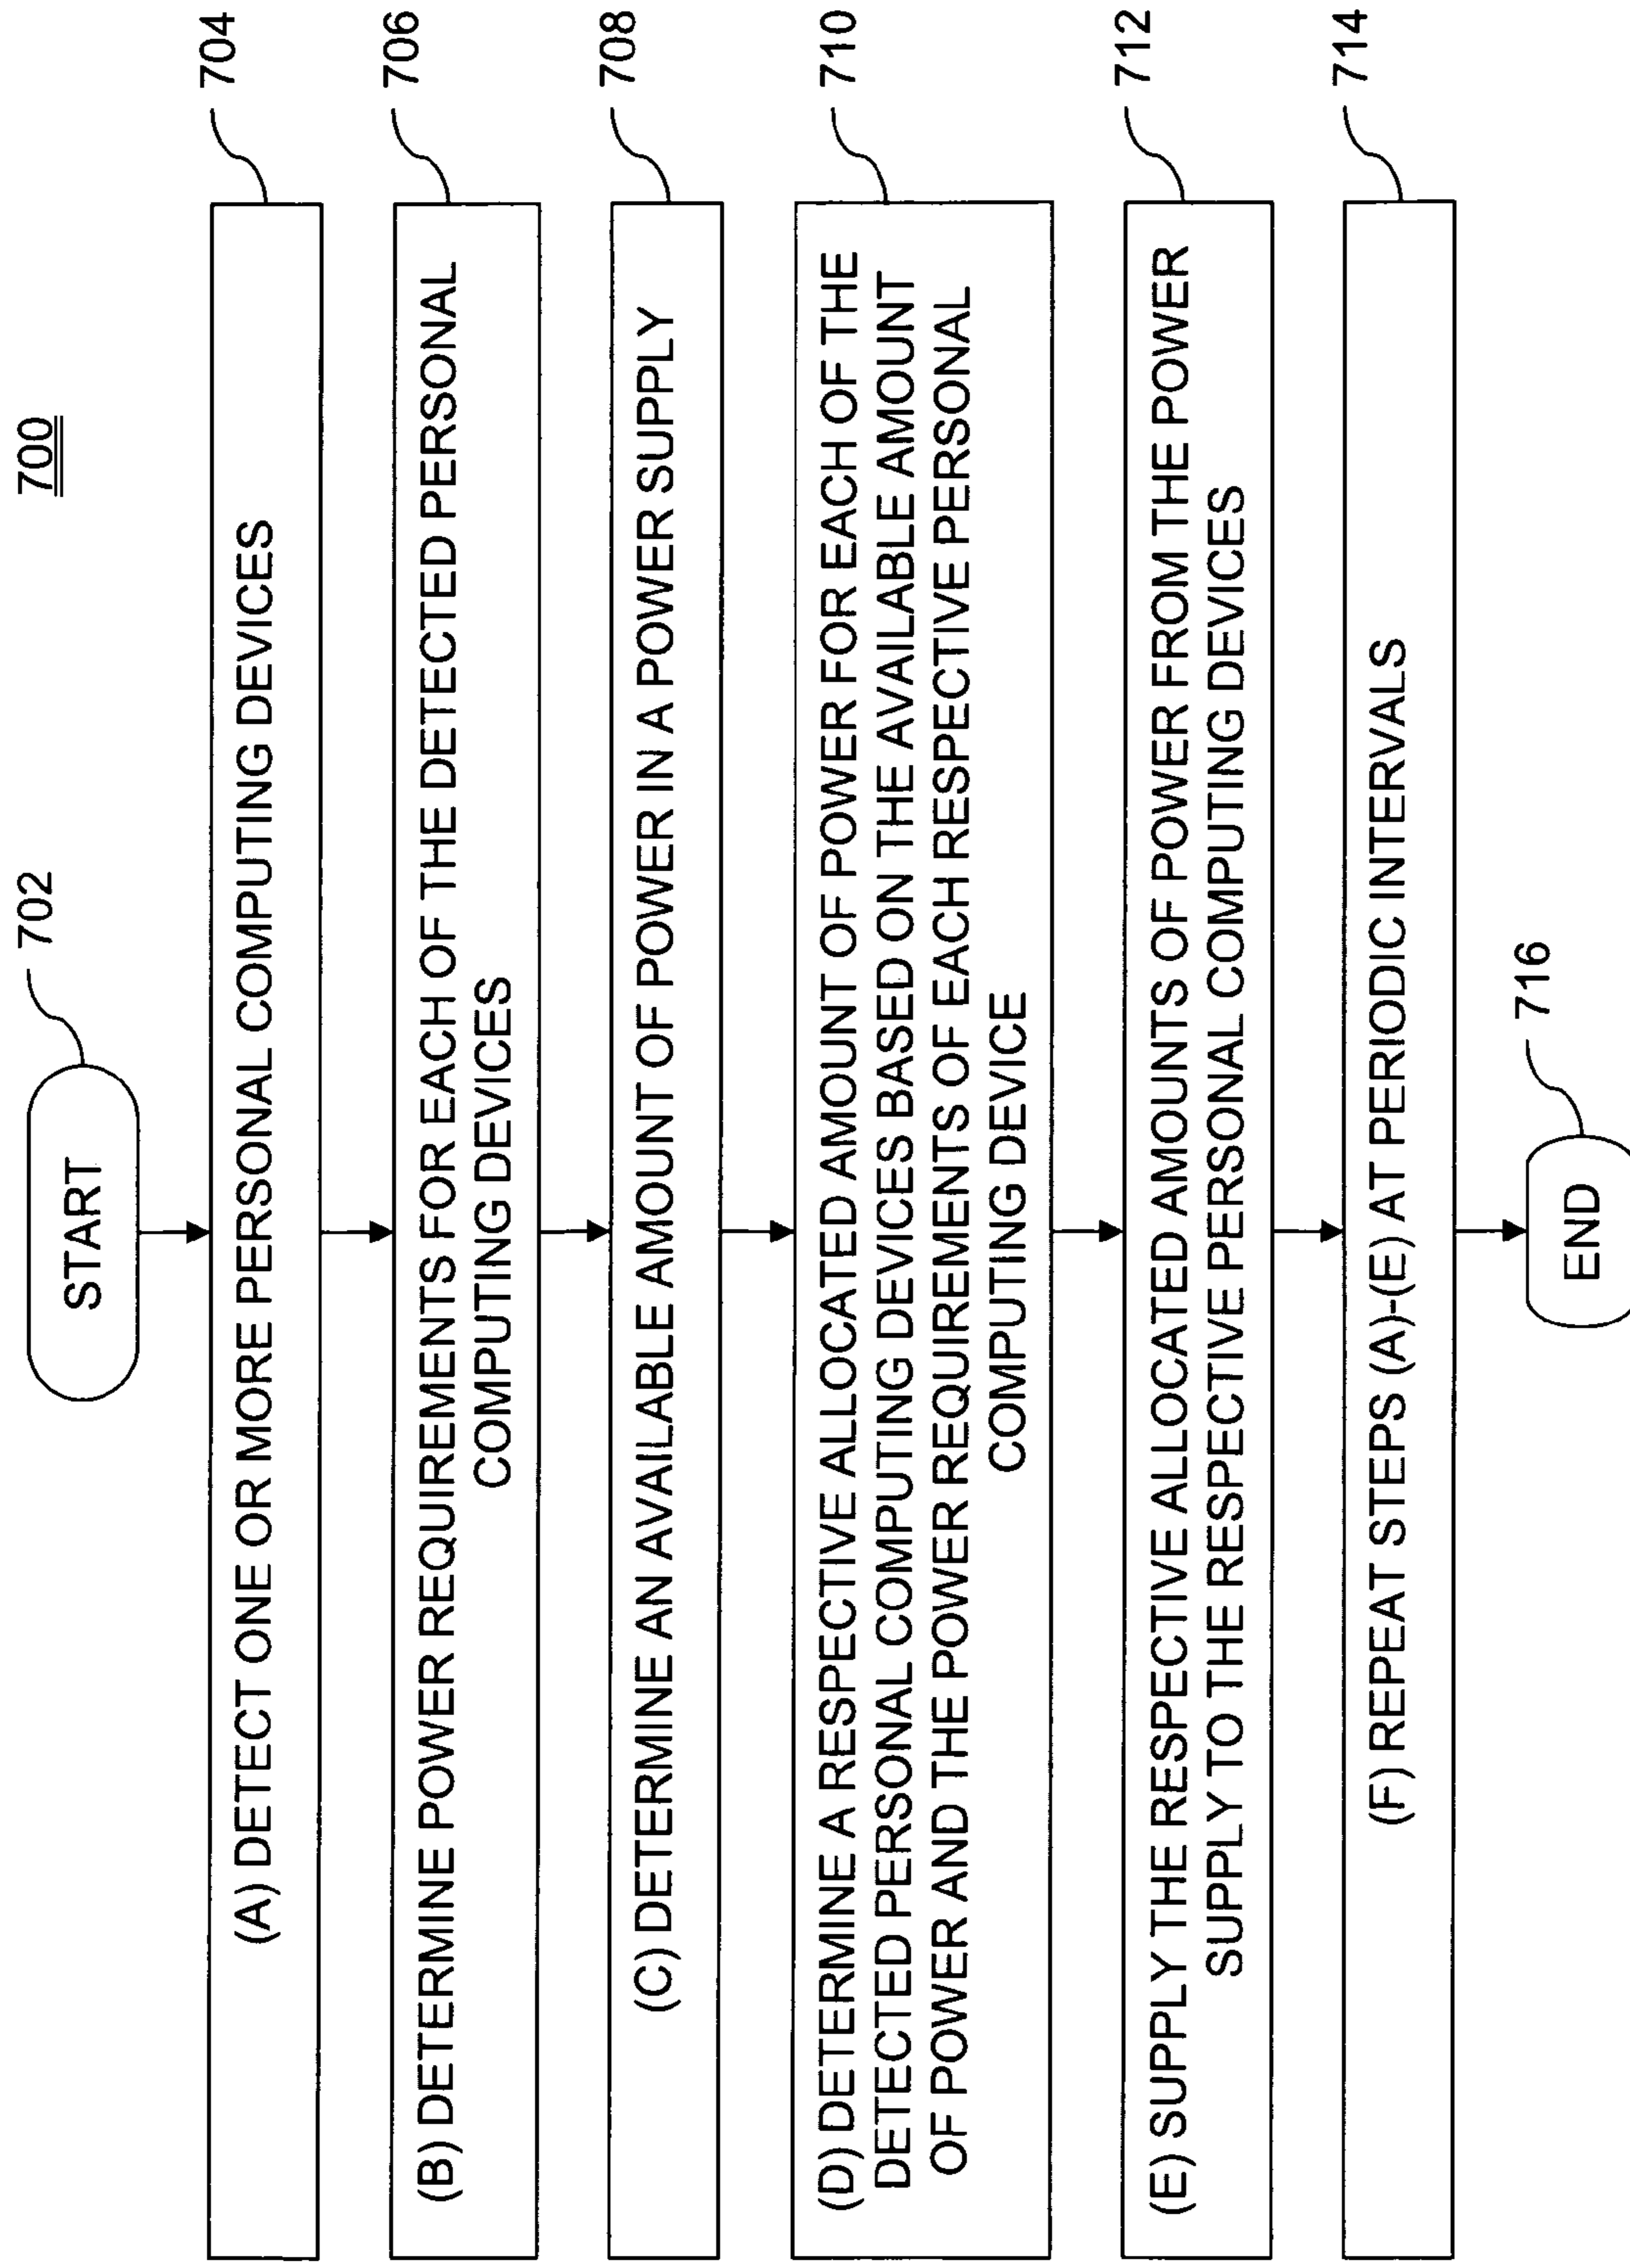 700
START
702
(A) DETECT ONE OR MORE PERSONAL COMPUTING DEVICES
704
(B) DETERMINE POWER REQUIREMENTS FOR EACH OF THE DETECTED PERSONAL
COMPUTING DEVICES
706
(C) DETERMINE AN AVAILABLE AMOUNT OF POWER IN A POWER SUPPLY
708
(D) DETERMINE A RESPECTIVE ALLOCATED AMOUNT OF POWER FOR EACH OF THE
DETECTED PERSONAL COMPUTING DEVICES BASED ON THE AVAILABLE AMOUNT
OF POWER AND THE POWER REQUIREMENTS OF EACH RESPECTIVE PERSONAL
COMPUTING DEVICE
710
(E) SUPPLY THE RESPECTIVE ALLOCATED AMOUNTS OF POWER FROM THE POWER
SUPPLY TO THE RESPECTIVE PERSONAL COMPUTING DEVICES
712
(F) REPEAT STEPS (A)-(E) AT PERIODIC INTERVALS
714
END
716